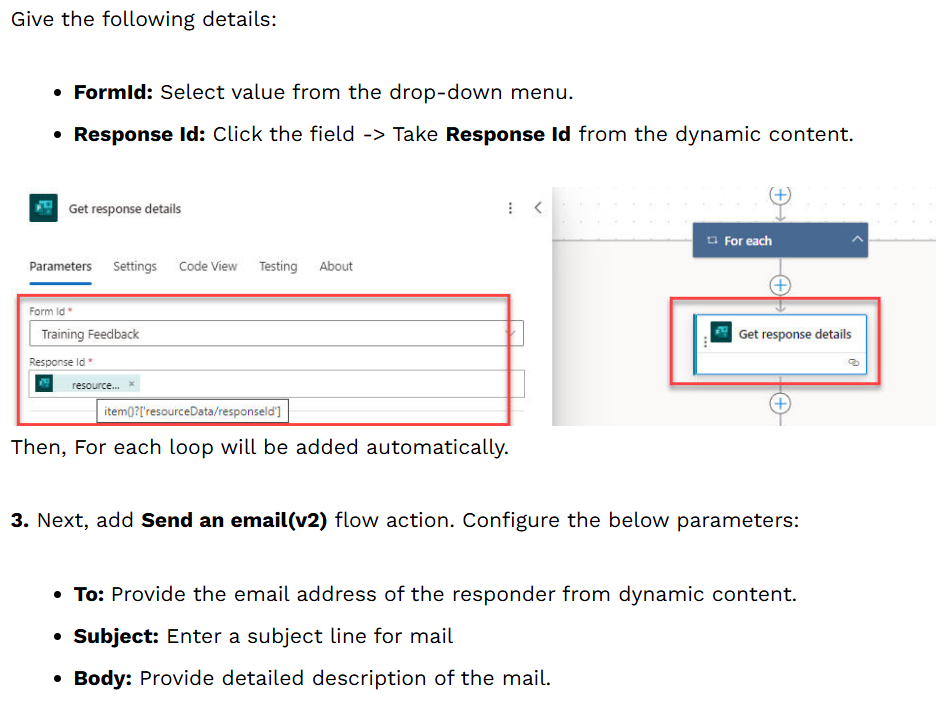 Give the following details:
FormId: Select value from the drop-down menu.
Response Id: Click the field -> Take Response Id from the dynamic content.
Get response details
Parameters Settings Code View Testing About
Form Id *
Training Feedback
Response Id *
resource... ×
item()?['resourceData/responseId']
For each
Get response details
Then, For each loop will be added automatically.
3. Next, add Send an email(v2) flow action. Configure the below parameters:
To: Provide the email address of the responder from dynamic content.
Subject: Enter a subject line for mail
Body: Provide detailed description of the mail.